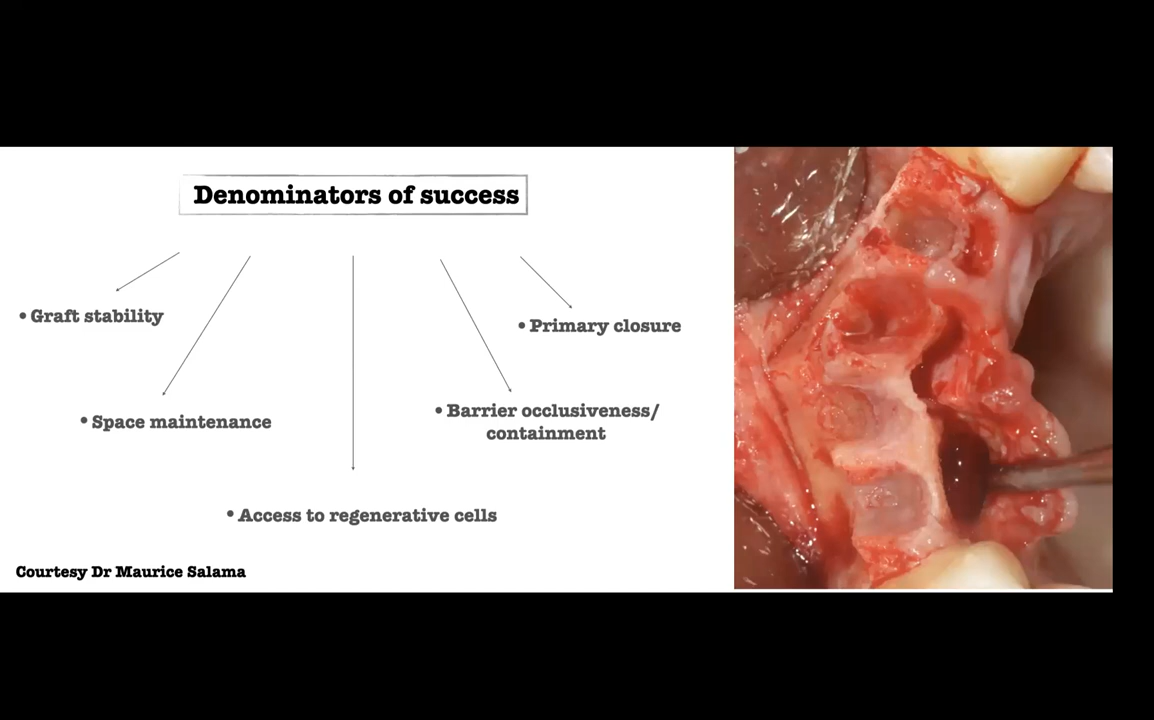 Denominators of success
• Graft stability
• Primary closure
• Space maintenance
• Barrier occlusiveness/
containment
• Access to regenerative cells
Courtesy Dr Maurice Salama